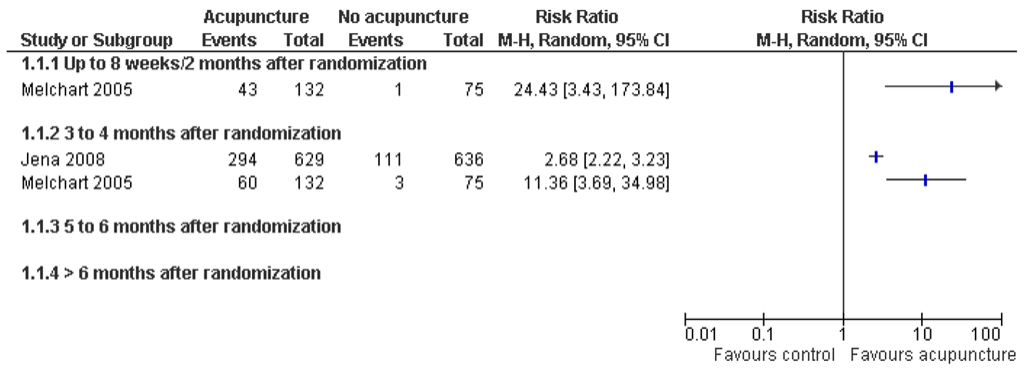 Acupuncture No acupuncture Risk Ratio Risk Ratio
Study or Subgroup Events Total Events Total M-H, Random, 95% CI M-H, Random, 95% CI
1.1.1 Up to 8 weeks/2 months after randomization
Melchart 2005 43 132 1 75 24.43 [3.43, 173.84]
1.1.2 3 to 4 months after randomization
Jena 2008 294 629 111 636 2.68 [2.22, 3.23]
Melchart 2005 60 132 3 75 11.36 [3.69, 34.98]
1.1.3 5 to 6 months after randomization
1.1.4 > 6 months after randomization
0.01 0.1 1 10 100
Favours control Favours acupuncture